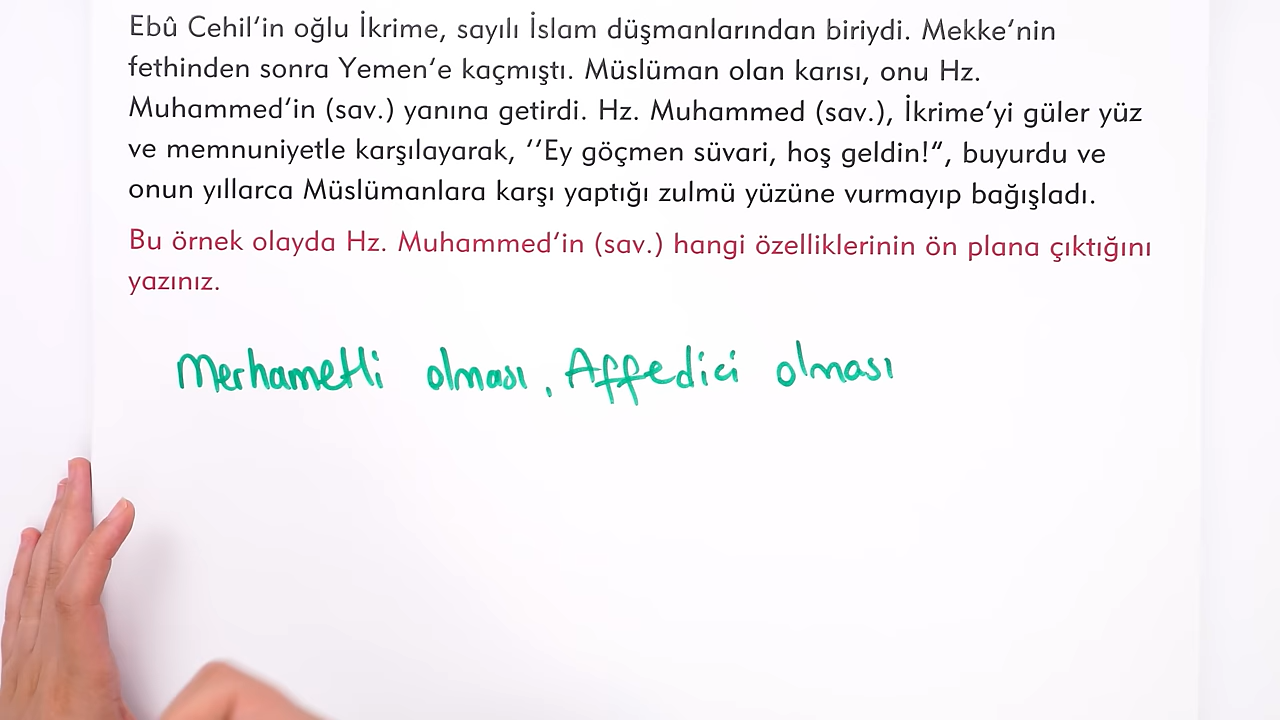 Ebû Cehil'in oğlu İkrime, sayılı İslam düşmanlarından biriydi. Mekke'nin
fethinden sonra Yemen'e kaçmıştı. Müslüman olan karısı, onu Hz.
Muhammed'in (sav.) yanına getirdi. Hz. Muhammed (sav.), İkrime'yi güler yüz
ve memnuniyetle karşılayarak, ''Ey göçmen süvari, hoş geldin!", buyurdu ve
onun yıllarca Müslümanlara karşı yaptığı zulmü yüzüne vurmayıp bağışladı.
Bu örnek olayda Hz. Muhammed'in (sav.) hangi özelliklerinin ön plana çıktığını
yazınız.
Merhametli olması, Affedici olması